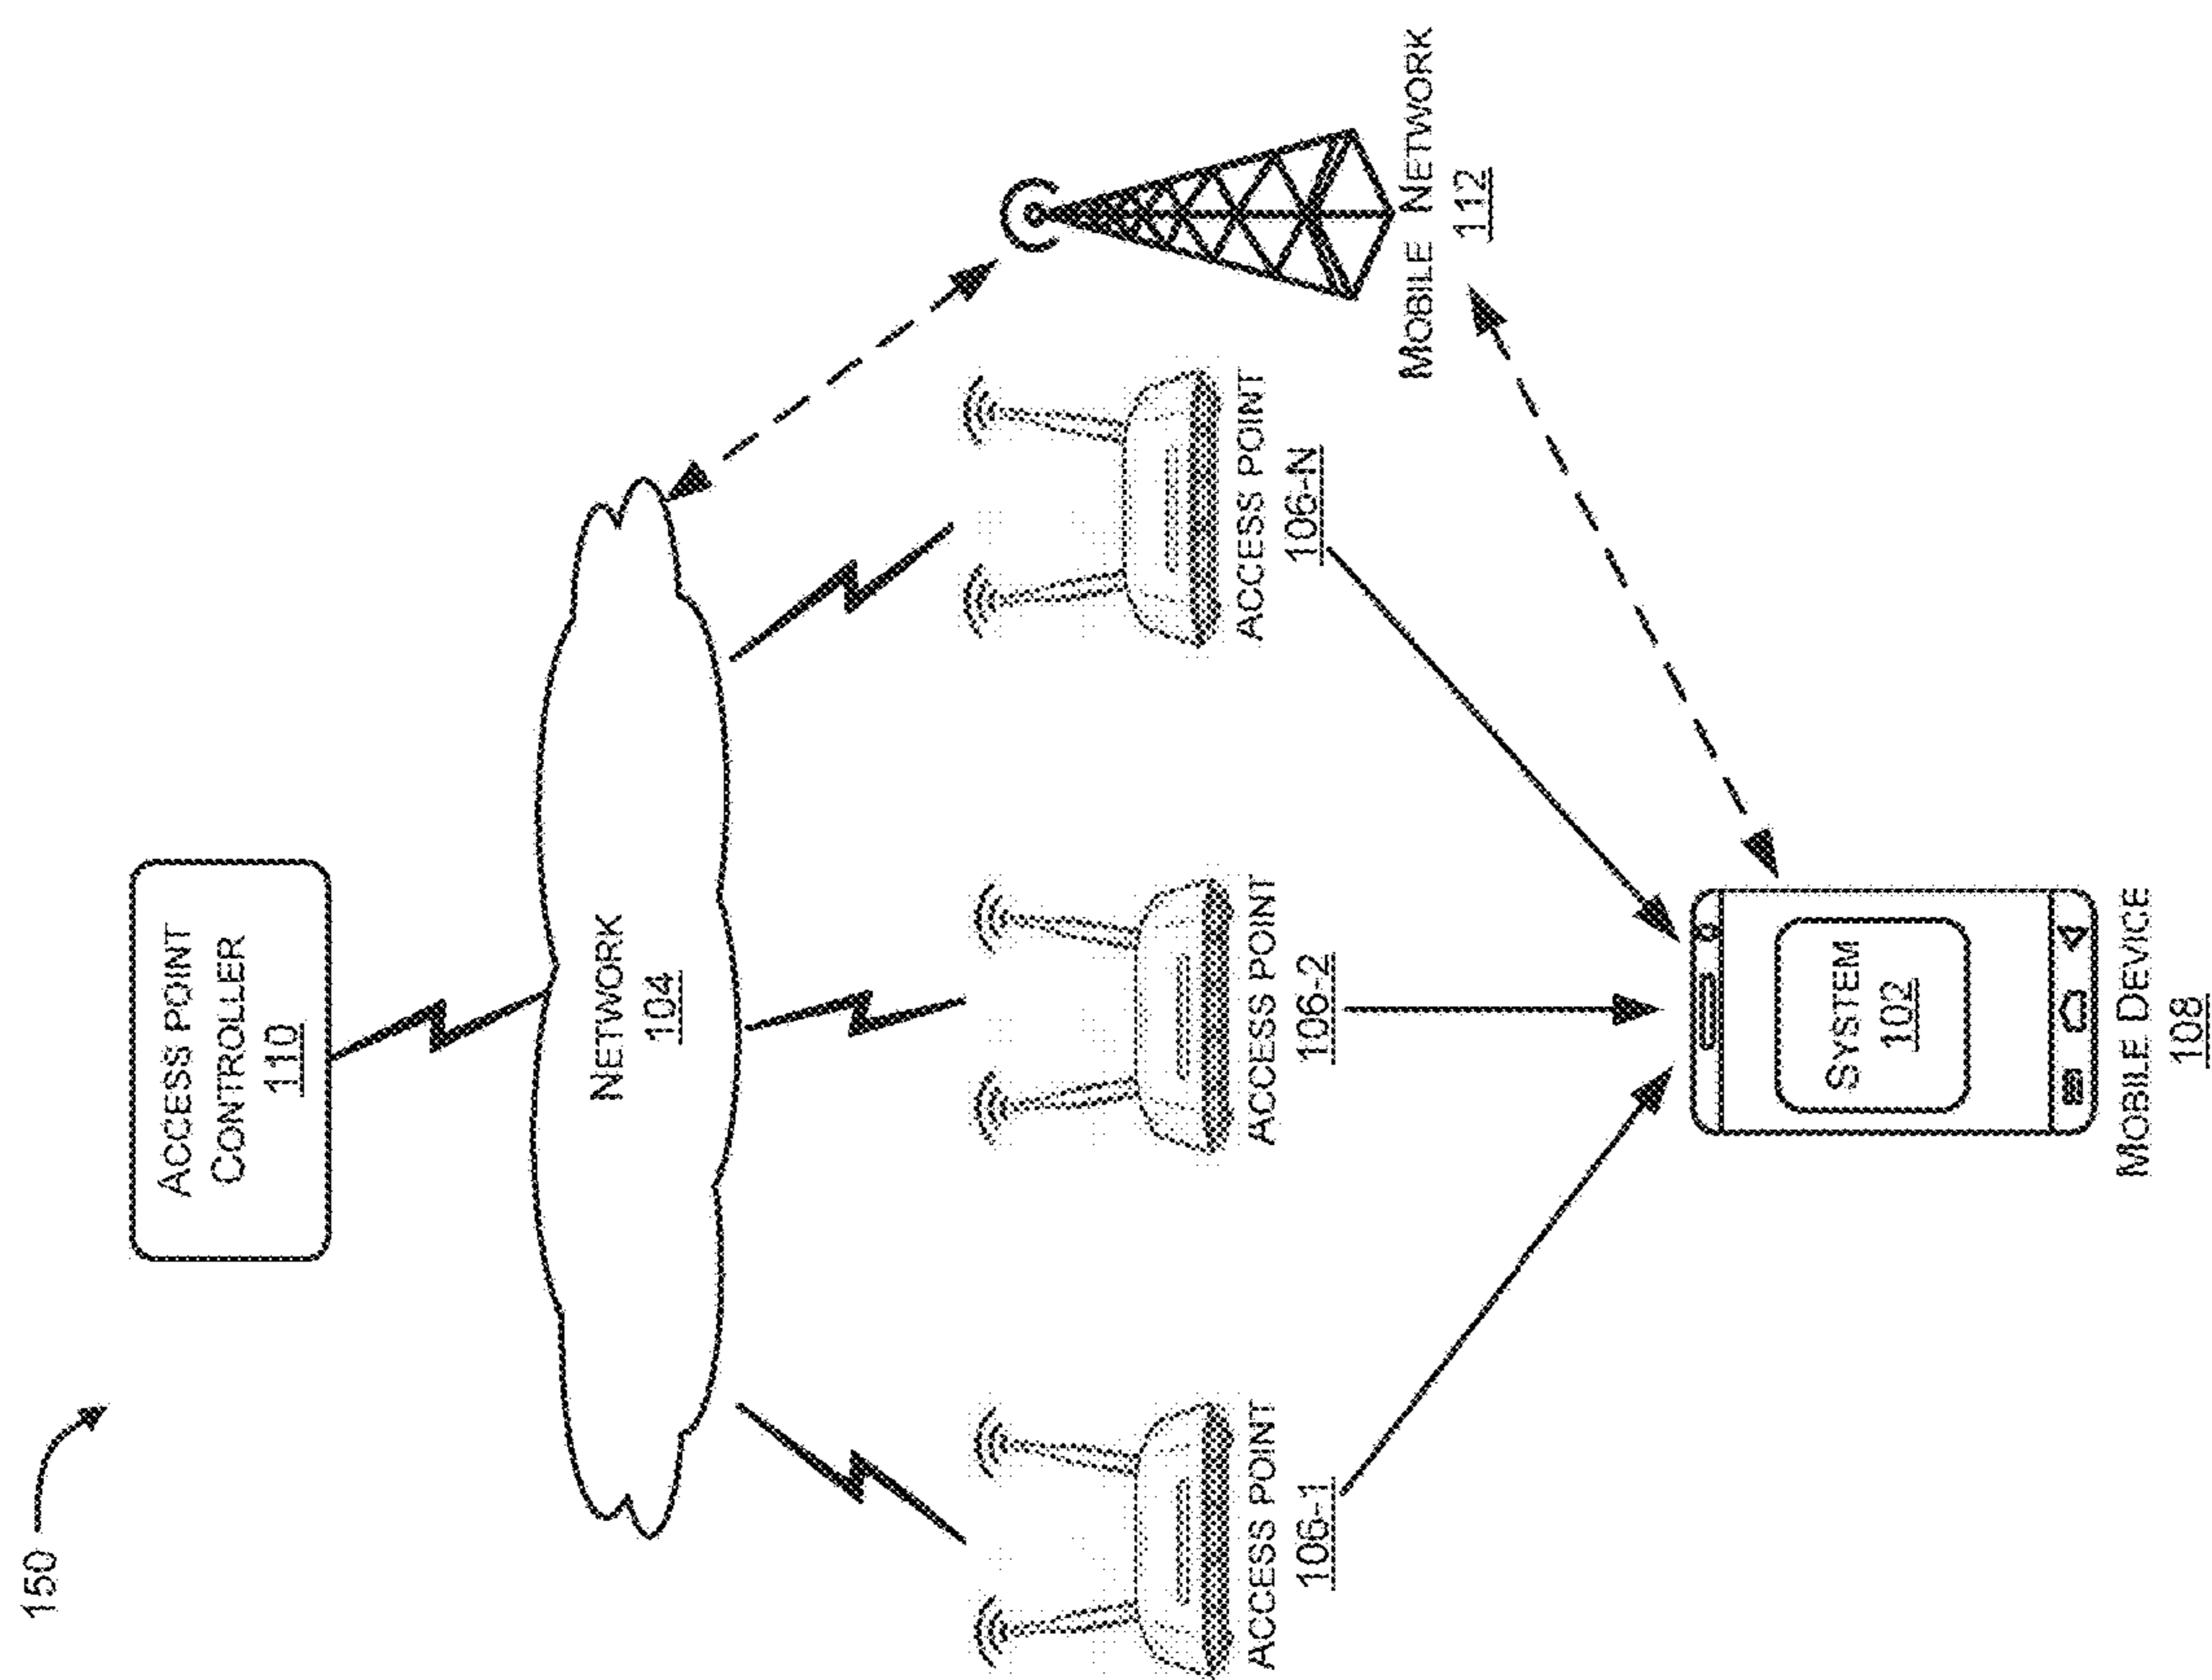 150
ACCESS POINT
CONTROLLER
110
NETWORK
104
ACCESS POINT
106-1
ACCESS POINT
106-2
ACCESS POINT
106-N
MOBILE NETWORK
112
SYSTEM
102
MOBILE DEVICE
108